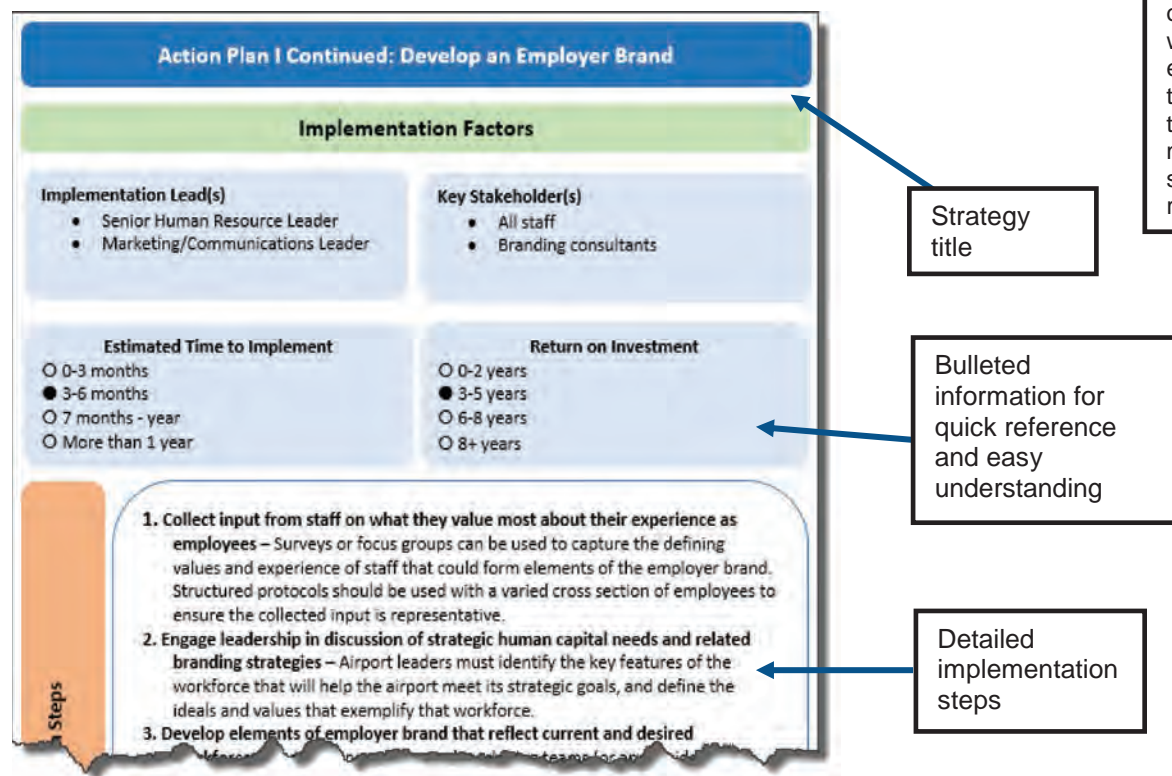 Action Plan I Continued: Develop an Employer Brand
Implementation Factors
Implementation Lead(s)
• Senior Human Resource Leader
• Marketing/Communications Leader
Key Stakeholder(s)
• All staff
• Branding consultants
Estimated Time to Implement
O 0-3 months
● 3-6 months
O 7 months - year
O More than 1 year
Return on Investment
O 0-2 years
● 3-5 years
O 6-8 years
O 8+ years
Steps
1. Collect input from staff on what they value most about their experience as
employees – Surveys or focus groups can be used to capture the defining
values and experience of staff that could form elements of the employer brand.
Structured protocols should be used with a varied cross section of employees to
ensure the collected input is representative.
2. Engage leadership in discussion of strategic human capital needs and related
branding strategies – Airport leaders must identify the key features of the
workforce that will help the airport meet its strategic goals, and define the
ideals and values that exemplify that workforce.
3. Develop elements of employer brand that reflect current and desired
Strategy
title
Bulleted
information for
quick reference
and easy
understanding
Detailed
implementation
steps